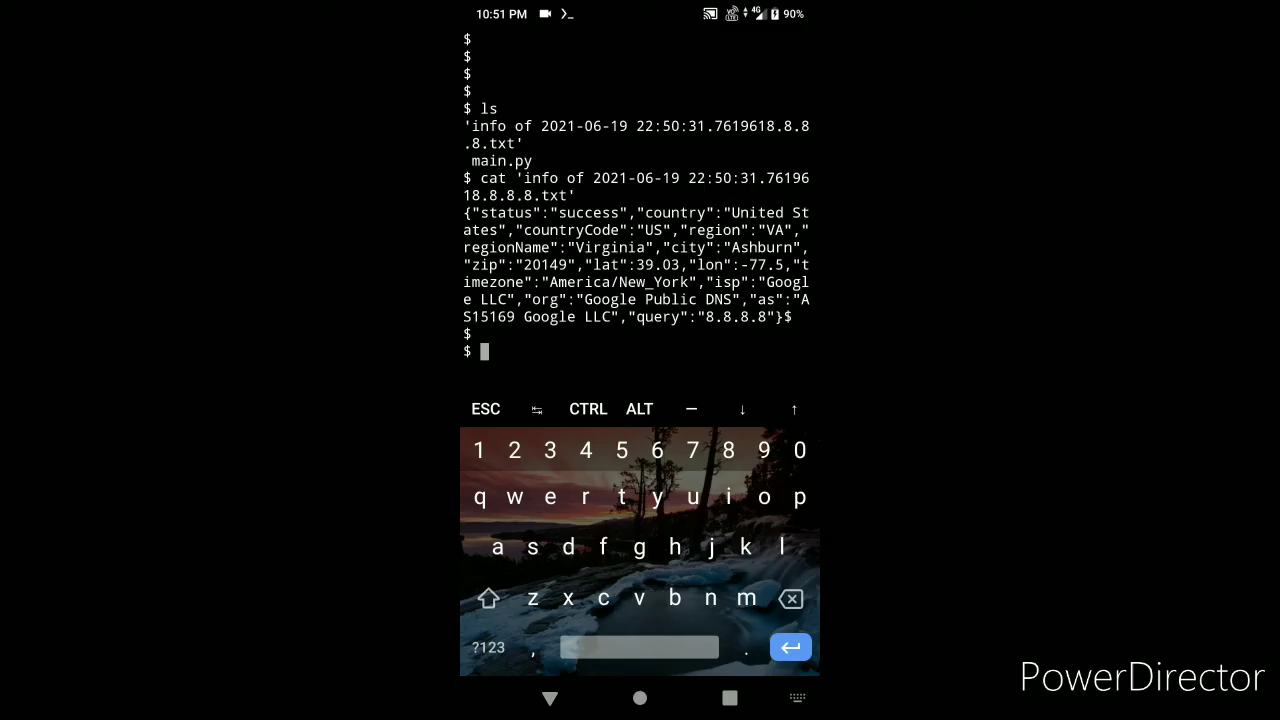 10:51 PM >_ VO LTE 4G 90%
$
$
$
$
$ ls
'info of 2021-06-19 22:50:31.7619618.8.8
.8.txt'
main.py
$ cat 'info of 2021-06-19 22:50:31.76196
18.8.8.8.txt'
{"status":"success","country":"United St
ates","countryCode":"US","region":"VA","
regionName":"Virginia","city":"Ashburn",
"zip":"20149","lat":39.03,"lon":-77.5,"t
imezone":"America/New_York","isp":"Googl
e LLC","org":"Google Public DNS","as":"A
S15169 Google LLC","query":"8.8.8.8"}$
$
$
ESC ↹ CTRL ALT — ↓ ↑
1 2 3 4 5 6 7 8 9 0
q w e r t y u i o p
a s d f g h j k l
z x c v b n m
?123 , .
PowerDirector